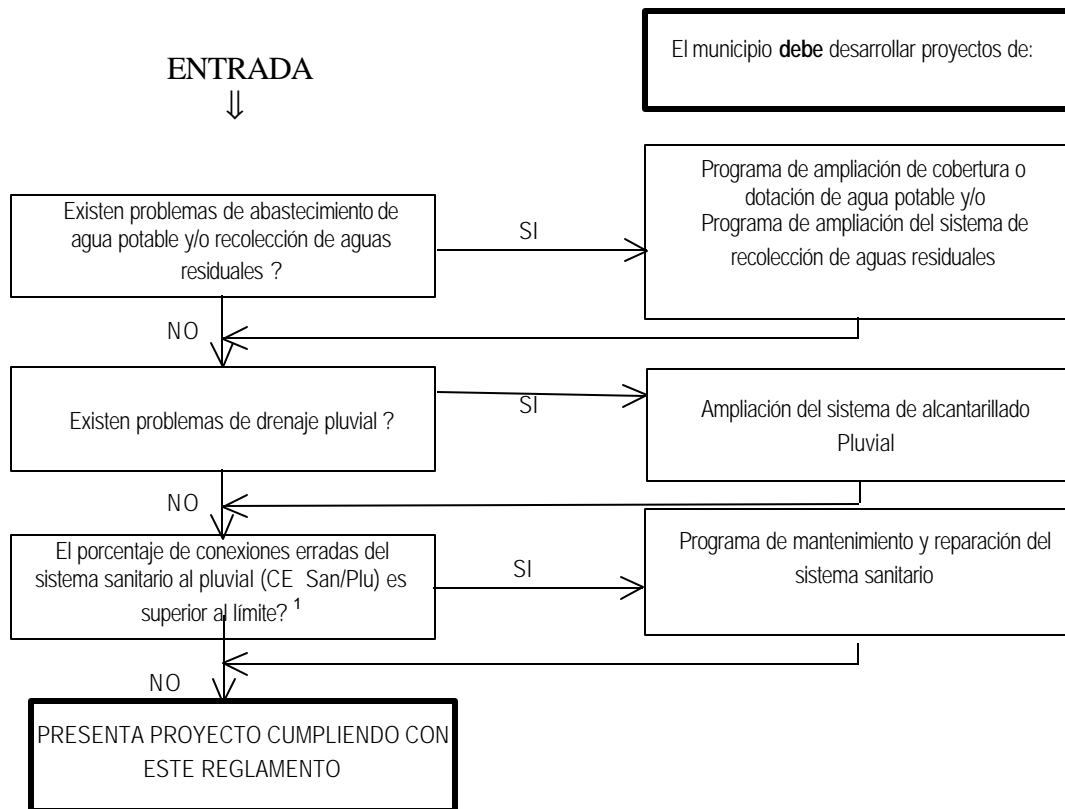 ENTRADA
⇓
El municipio debe desarrollar proyectos de:
Existen problemas de abastecimiento de
agua potable y/o recolección de aguas
residuales ?
SI
Programa de ampliación de cobertura o
dotación de agua potable y/o
Programa de ampliación del sistema de
recolección de aguas residuales
NO
Existen problemas de drenaje pluvial ?
SI
Ampliación del sistema de alcantarillado
Pluvial
NO
El porcentaje de conexiones erradas del
sistema sanitario al pluvial (CE San/Plu) es
superior al límite? 1
SI
Programa de mantenimiento y reparación del
sistema sanitario
NO
PRESENTA PROYECTO CUMPLIENDO CON
ESTE REGLAMENTO